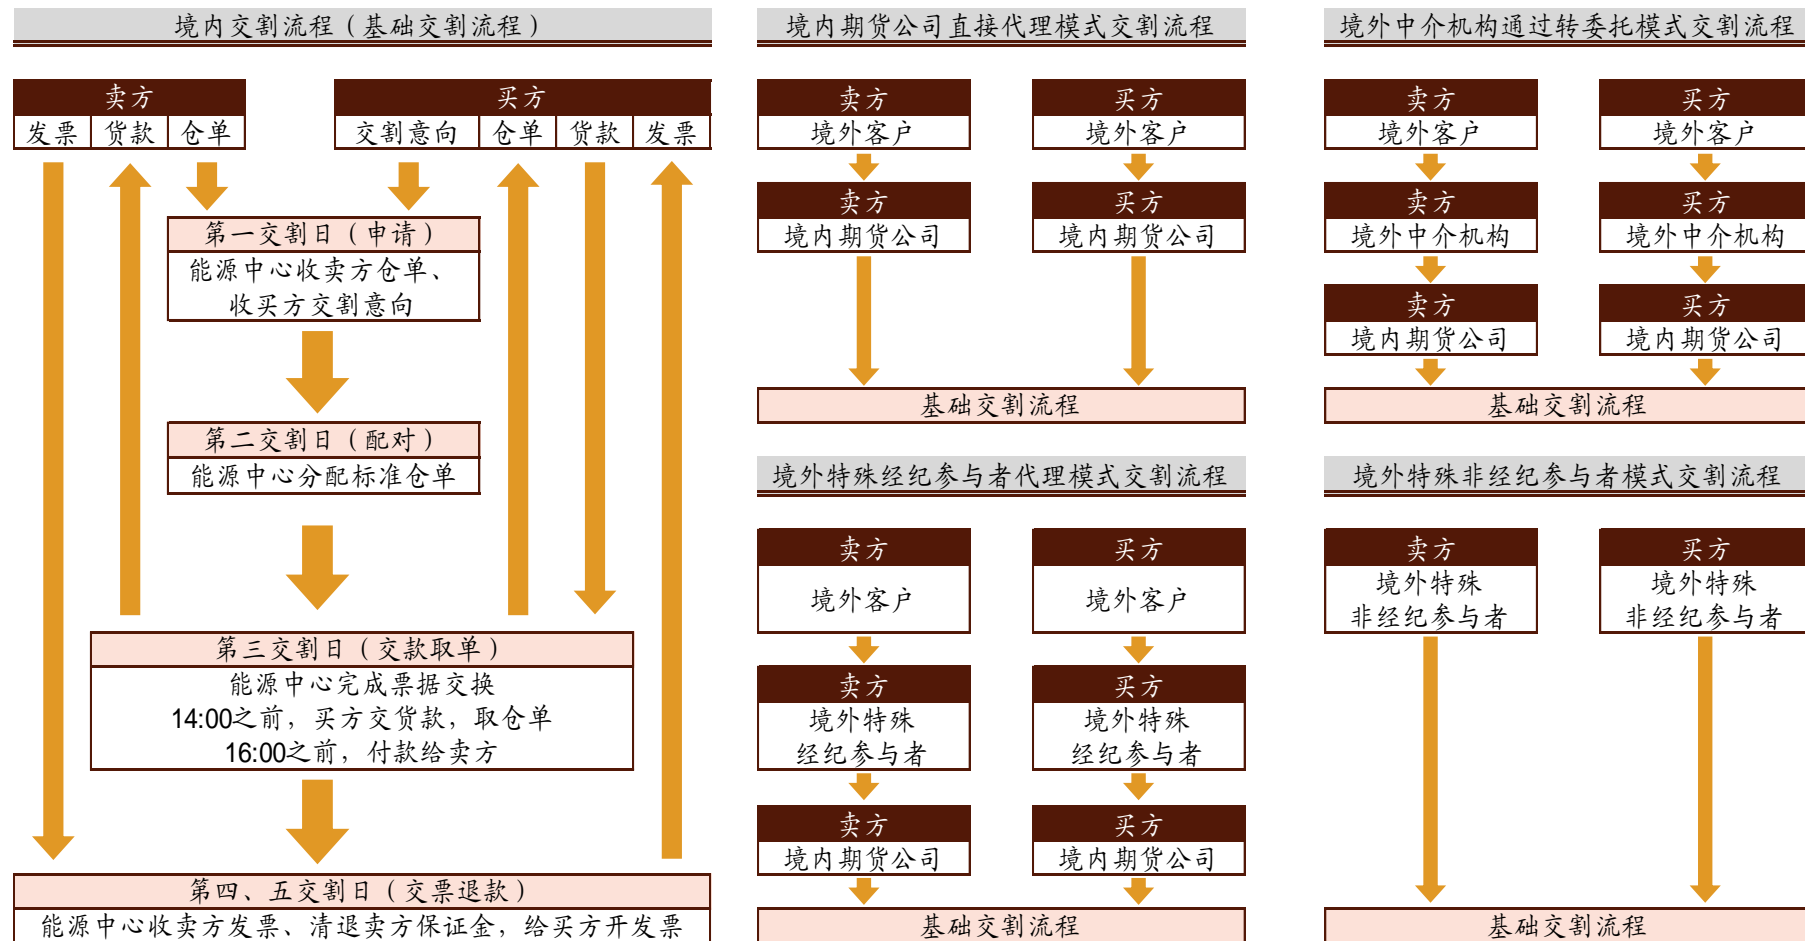 境内交割流程（基础交割流程）
卖方
发票 货款 仓单
买方
交割意向 仓单 货款 发票
第一交割日（申请）
能源中心收卖方仓单、
收买方交割意向
第二交割日（配对）
能源中心分配标准仓单
第三交割日（交款取单）
能源中心完成票据交换
14:00之前，买方交货款，取仓单
16:00之前，付款给卖方
第四、五交割日（交票退款）
能源中心收卖方发票、清退卖方保证金，给买方开发票
境内期货公司直接代理模式交割流程
卖方 买方
境外客户 境外客户
卖方 买方
境内期货公司 境内期货公司
基础交割流程
境外中介机构通过转委托模式交割流程
卖方 买方
境外客户 境外客户
卖方 买方
境外中介机构 境外中介机构
卖方 买方
境内期货公司 境内期货公司
基础交割流程
境外特殊经纪参与者代理模式交割流程
卖方 买方
境外客户 境外客户
卖方 买方
境外特殊 境外特殊
经纪参与者 经纪参与者
卖方 买方
境内期货公司 境内期货公司
基础交割流程
境外特殊非经纪参与者模式交割流程
卖方 买方
境外特殊 境外特殊
非经纪参与者 非经纪参与者
基础交割流程